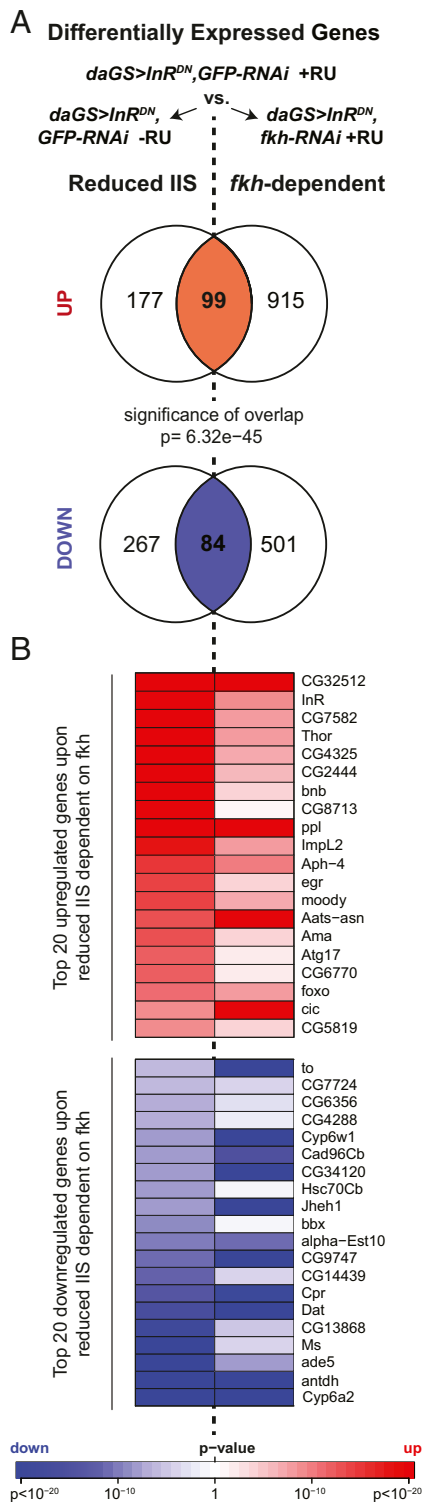 A Differentially Expressed Genes
daGS>InR^DN,GFP-RNAi +RU
vs.
daGS>InR^DN, daGS>InR^DN,
GFP-RNAi -RU fkh-RNAi +RU
Reduced IIS fkh-dependent
UP
177 99 915
significance of overlap
p= 6.32e−45
DOWN
267 84 501
B
Top 20 upregulated genes upon
reduced IIS dependent on fkh
CG32512
InR
CG7582
Thor
CG4325
CG2444
bnb
CG8713
ppl
ImpL2
Aph−4
egr
moody
Aats−asn
Ama
Atg17
CG6770
foxo
cic
CG5819
Top 20 downregulated genes upon
reduced IIS dependent on fkh
to
CG7724
CG6356
CG4288
Cyp6w1
Cad96Cb
CG34120
Hsc70Cb
Jheh1
bbx
alpha−Est10
CG9747
CG14439
Cpr
Dat
CG13868
Ms
ade5
antdh
Cyp6a2
down p−value up
p<10^−20 10^−10 1 10^−10 p<10^−20